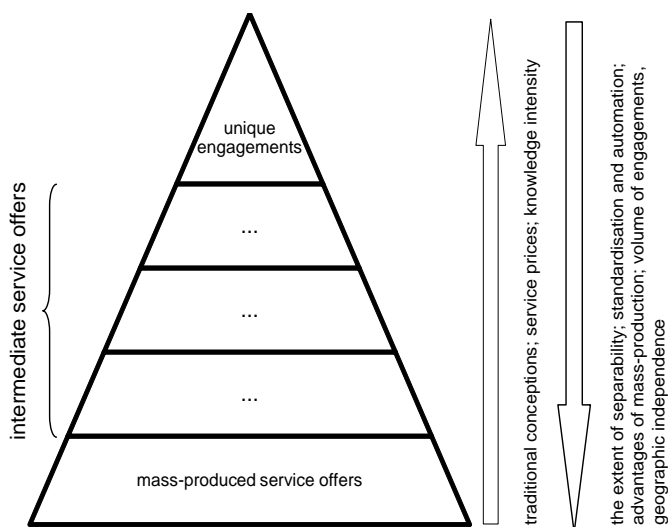 unique
engagements
intermediate service offers
...
...
...
mass-produced service offers
traditional conceptions; service prices; knowledge intensity
the extent of separability; standardisation and automation;
advantages of mass-production; volume of engagements,
geographic independence